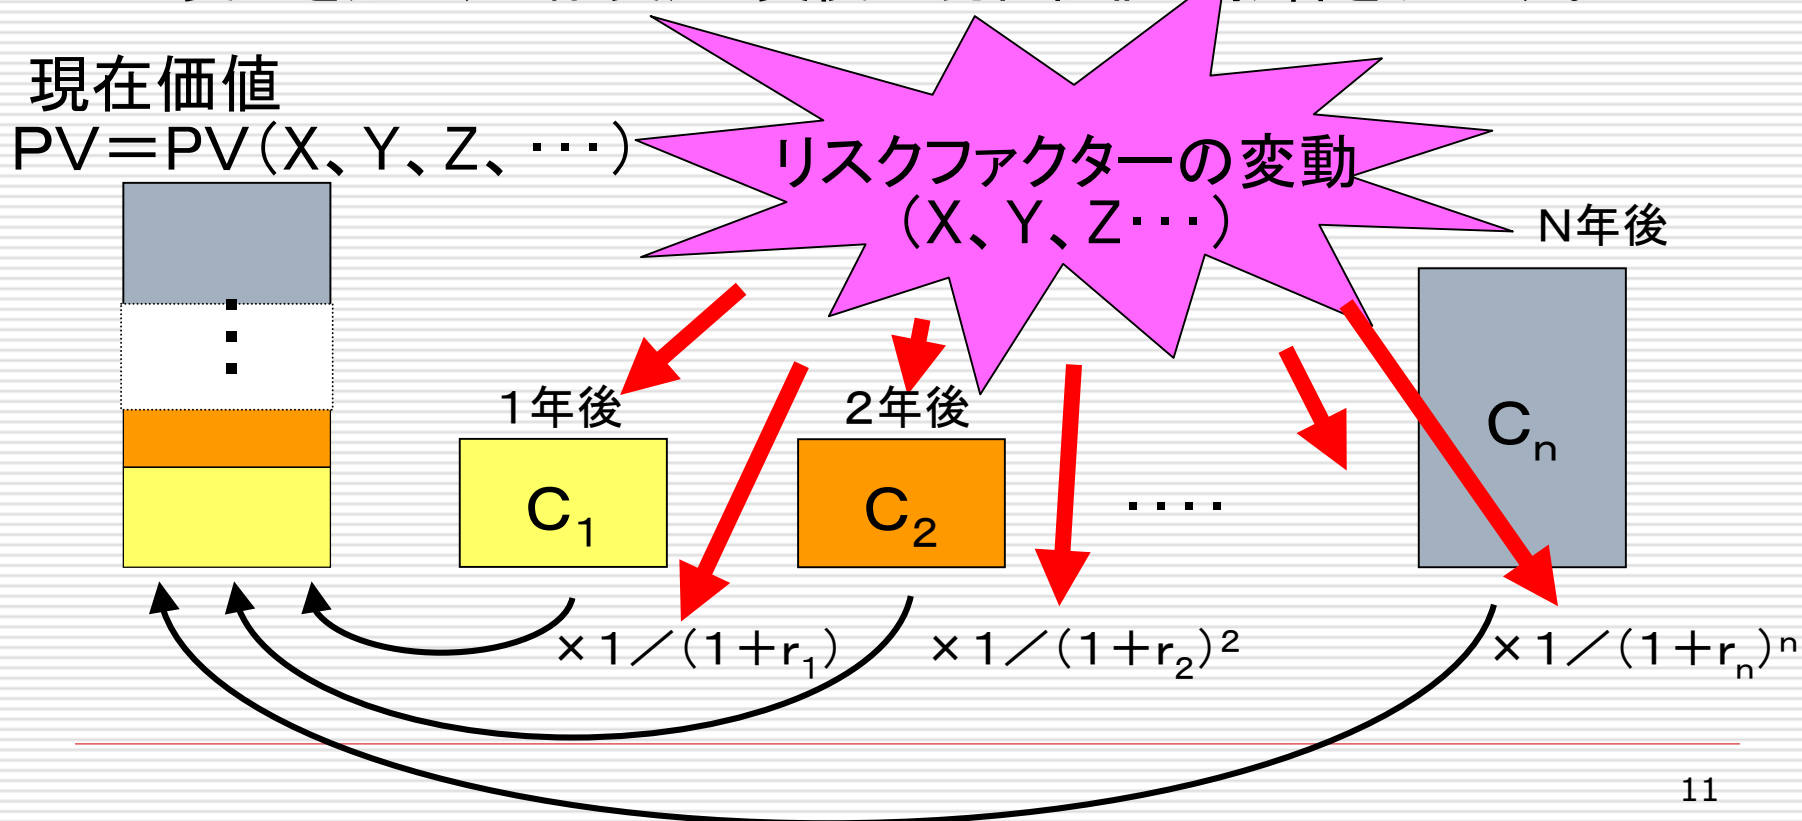 現在価値
PV＝PV(X、Y、Z、･･･)
リスクファクターの変動
(X、Y、Z･･･)
N年後
1年後
2年後
C1
C2
････
Cn
×1／(1＋r1)
×1／(1＋r2)2
×1／(1＋rn)n
11